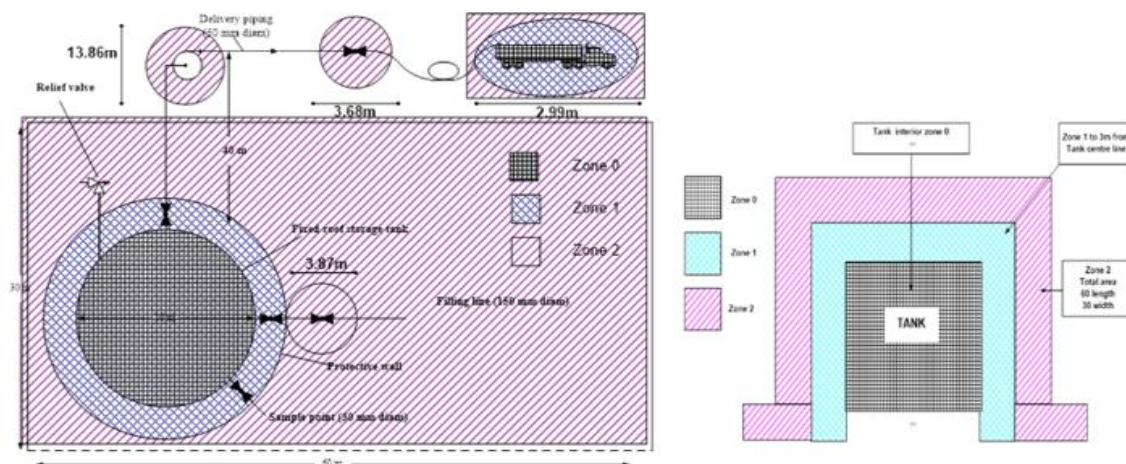 Delivery piping
(50 mm diam)
13.86m
Relief valve
3.68m
2.99m
40 m
Zone 0
Zone 1
Zone 2
Fixed roof storage tank
3.87m
Filling line (150 mm diam)
Protective wall
Sample point (50 mm diam)
Tank interior zone 0
Zone 1 to 3m from
Tank centre line
Zone 0
Zone 1
Zone 2
TANK
Zone 2
Total area
60 length
30 width